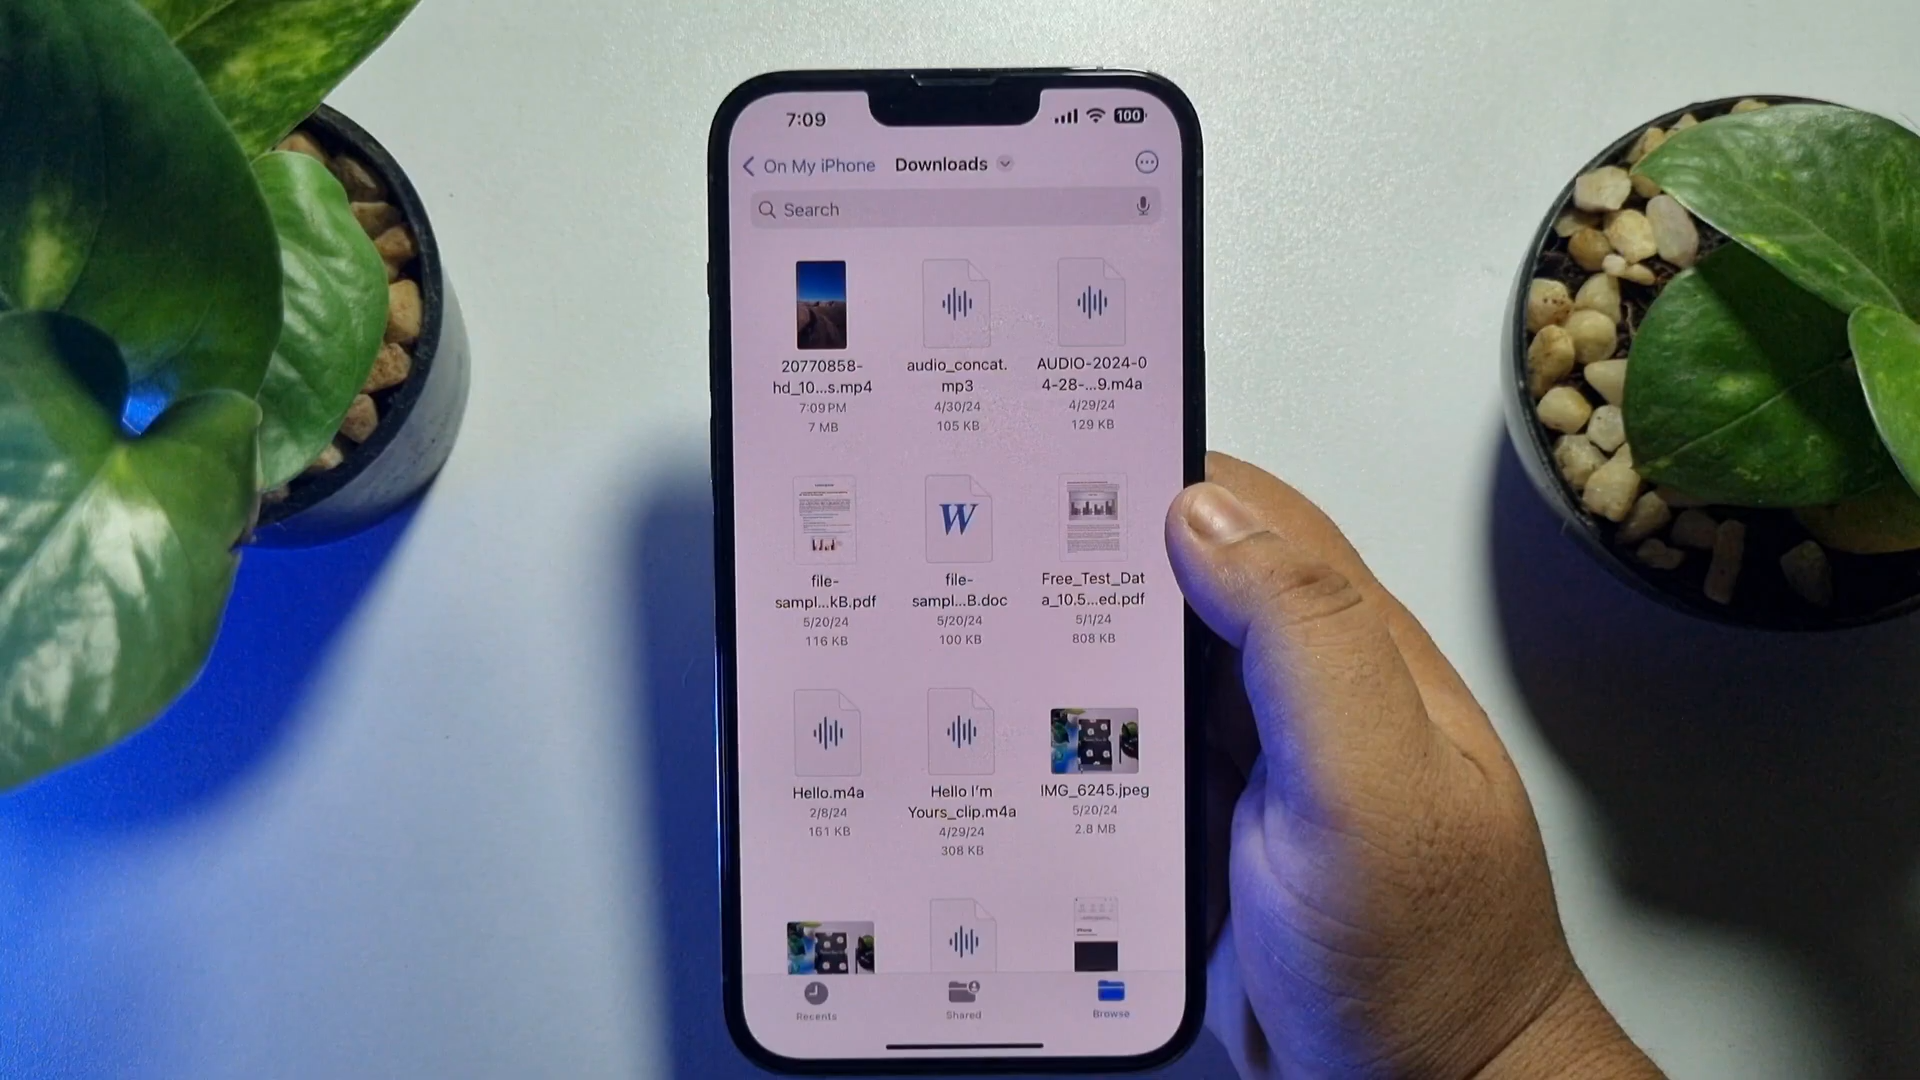 7:09
100
On My iPhone
Downloads
Search
20770858-
hd_10...s.mp4
7:09 PM
7 MB
audio_concat.
mp3
4/30/24
105 KB
AUDIO-2024-0
4-28-...9.m4a
4/29/24
129 KB
W
file-
sampl...kB.pdf
5/20/24
116 KB
file-
sampl...B.doc
5/20/24
100 KB
Free_Test_Dat
a_10.5...ed.pdf
5/1/24
808 KB
Hello.m4a
2/8/24
161 KB
Hello I'm
Yours_clip.m4a
4/29/24
308 KB
IMG_6245.jpeg
5/20/24
2.8 MB
Recents
Shared
Browse